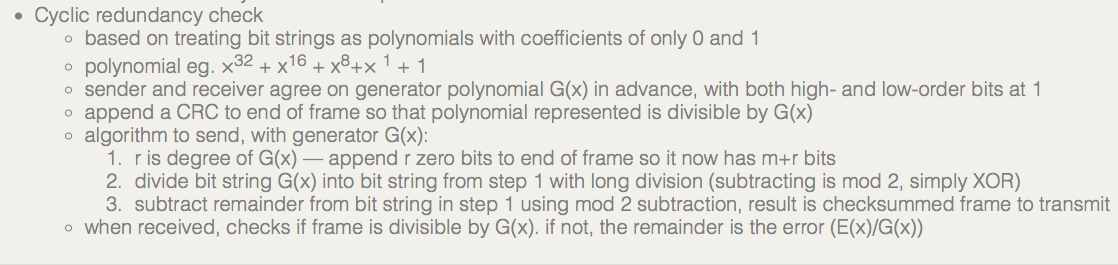 • Cyclic redundancy check
◦ based on treating bit strings as polynomials with coefficients of only 0 and 1
◦ polynomial eg. x³² + x¹⁶ + x⁸+x ¹ + 1
◦ sender and receiver agree on generator polynomial G(x) in advance, with both high- and low-order bits at 1
◦ append a CRC to end of frame so that polynomial represented is divisible by G(x)
◦ algorithm to send, with generator G(x):
1. r is degree of G(x) — append r zero bits to end of frame so it now has m+r bits
2. divide bit string G(x) into bit string from step 1 with long division (subtracting is mod 2, simply XOR)
3. subtract remainder from bit string in step 1 using mod 2 subtraction, result is checksummed frame to transmit
◦ when received, checks if frame is divisible by G(x). if not, the remainder is the error (E(x)/G(x))